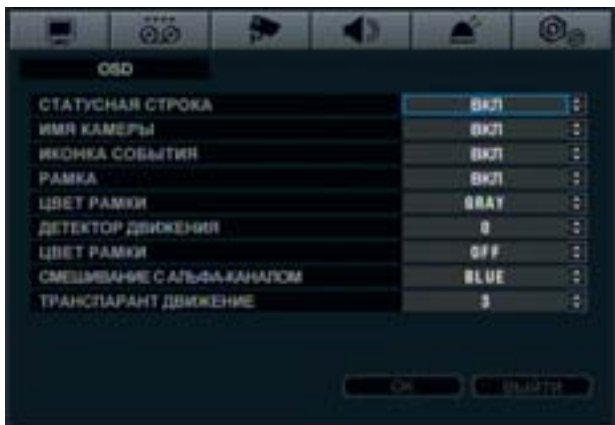 OSD
СТАТУСНАЯ СТРОКА ВКЛ
ИМЯ КАМЕРЫ ВКЛ
ИКОНКА СОБЫТИЯ ВКЛ
РАМКА ВКЛ
ЦВЕТ РАМКИ GRAY
ДЕТЕКТОР ДВИЖЕНИЯ 0
ЦВЕТ РАМКИ OFF
СМЕШИВАНИЕ С АЛЬФА-КАНАЛОМ BLUE
ТРАНСПАРАНТ ДВИЖЕНИЕ 3
OK ВЫЙТИ